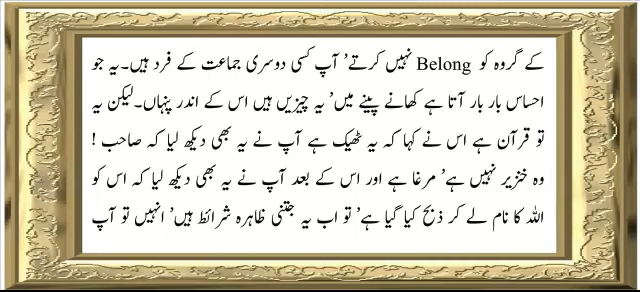 کے گروہ کو Belong نہیں کرتے‘ آپ کسی دوسری جماعت کے فرد ہیں۔یہ جو
احساس بار بار آتا ہے کھانے پینے میں‘ یہ چیزیں ہیں اس کے اندر پنہاں۔لیکن یہ
تو قرآن ہے اس نے کہا کہ یہ ٹھیک ہے آپ نے یہ بھی دیکھ لیا کہ صاحب !
وہ خنزیر نہیں ہے‘ مرغا ہے اور اس کے بعد آپ نے یہ بھی دیکھ لیا کہ اس کو
اللہ کا نام لے کر ذبح کیا گیا ہے‘ تو اب یہ جتنی ظاہرہ شرائط ہیں‘ انہیں تو آپ